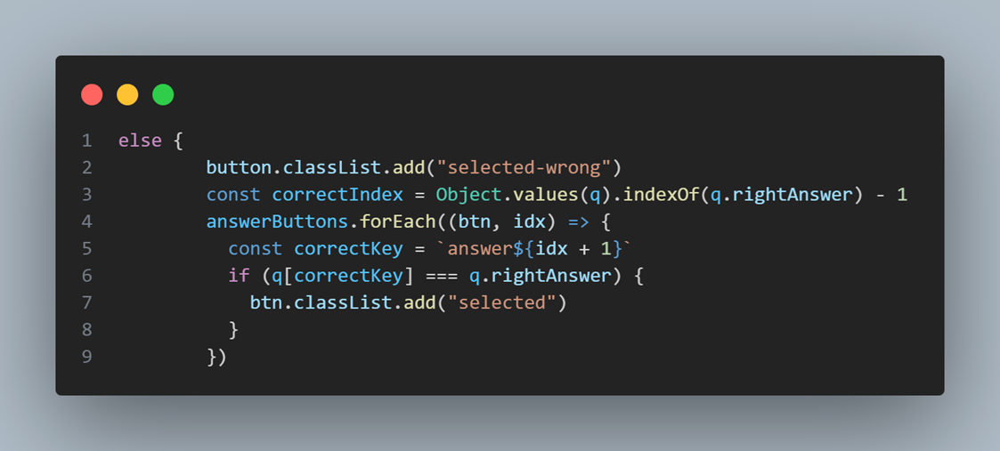 1 else {
2 button.classList.add("selected-wrong")
3 const correctIndex = Object.values(q).indexOf(q.rightAnswer) - 1
4 answerButtons.forEach((btn, idx) => {
5 const correctKey = `answer${idx + 1}`
6 if (q[correctKey] === q.rightAnswer) {
7 btn.classList.add("selected")
8 }
9 })